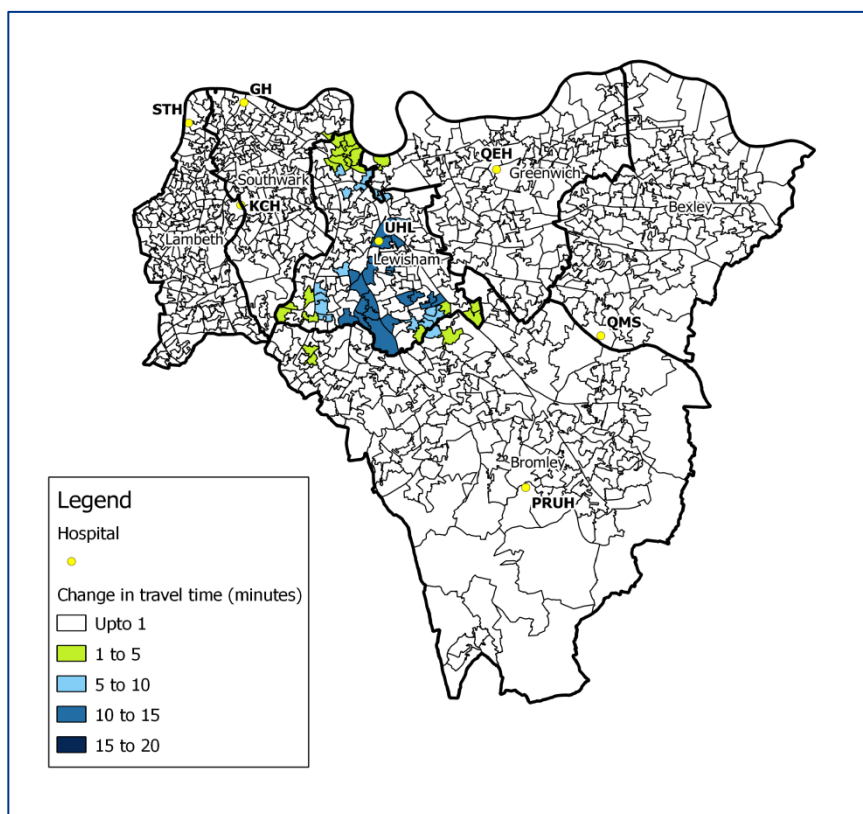 GH
STH
QEH
Greenwich
Southwark
Bexley
KCH
UHL
Lambeth
Lewisham
QMS
Bromley
PRUH
Legend
Hospital
Change in travel time (minutes)
Upto 1
1 to 5
5 to 10
10 to 15
15 to 20